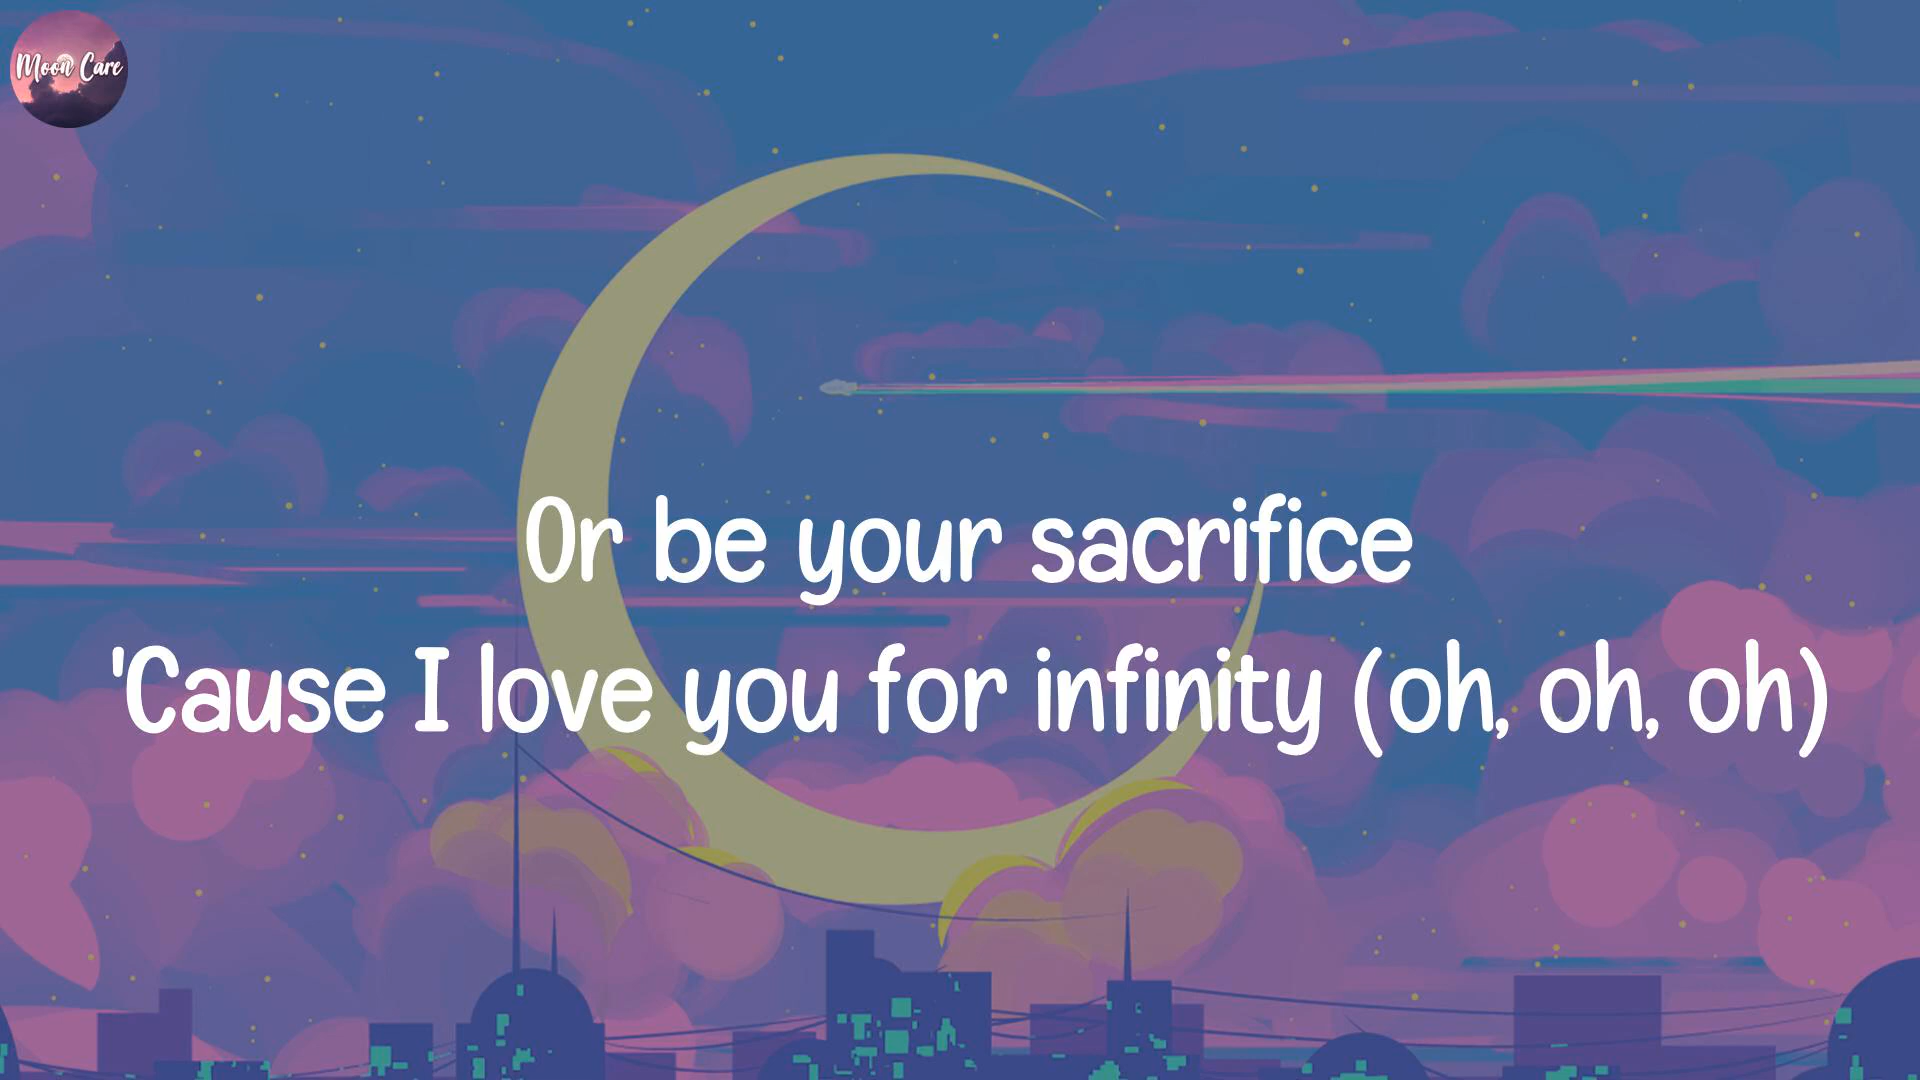 Moon Care
Or be your sacrifice
'Cause I love you for infinity (oh, oh, oh)